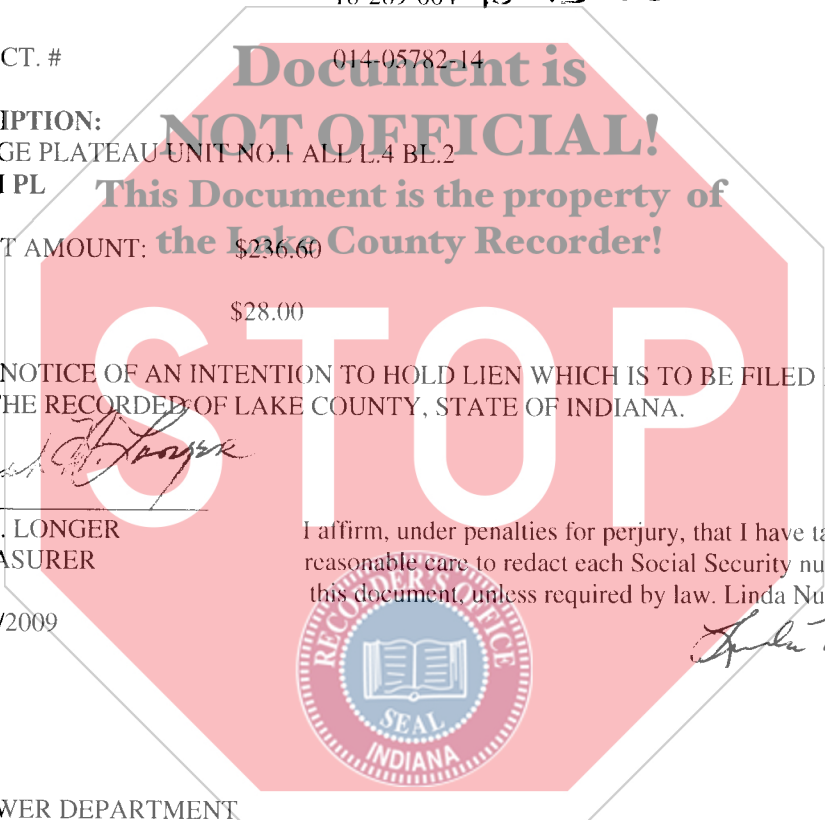 CT. # 014-05782-14
Document is
IPTION:
NOT OFFICIAL!
GE PLATEAU UNIT NO.1 ALL L.4 BL.2
PL
This Document is the property of
T AMOUNT: $236.60
the Lake County Recorder!
$28.00
STOP
NOTICE OF AN INTENTION TO HOLD LIEN WHICH IS TO BE FILED
THE RECORDED OF LAKE COUNTY, STATE OF INDIANA.
Longer
. LONGER
ASURER
I affirm, under penalties for perjury, that I have ta
reasonable care to redact each Social Security nu
this document, unless required by law. Linda Nu
/2009
Linda
RECORDER'S OFFICE
SEAL
INDIANA
WER DEPARTMENT